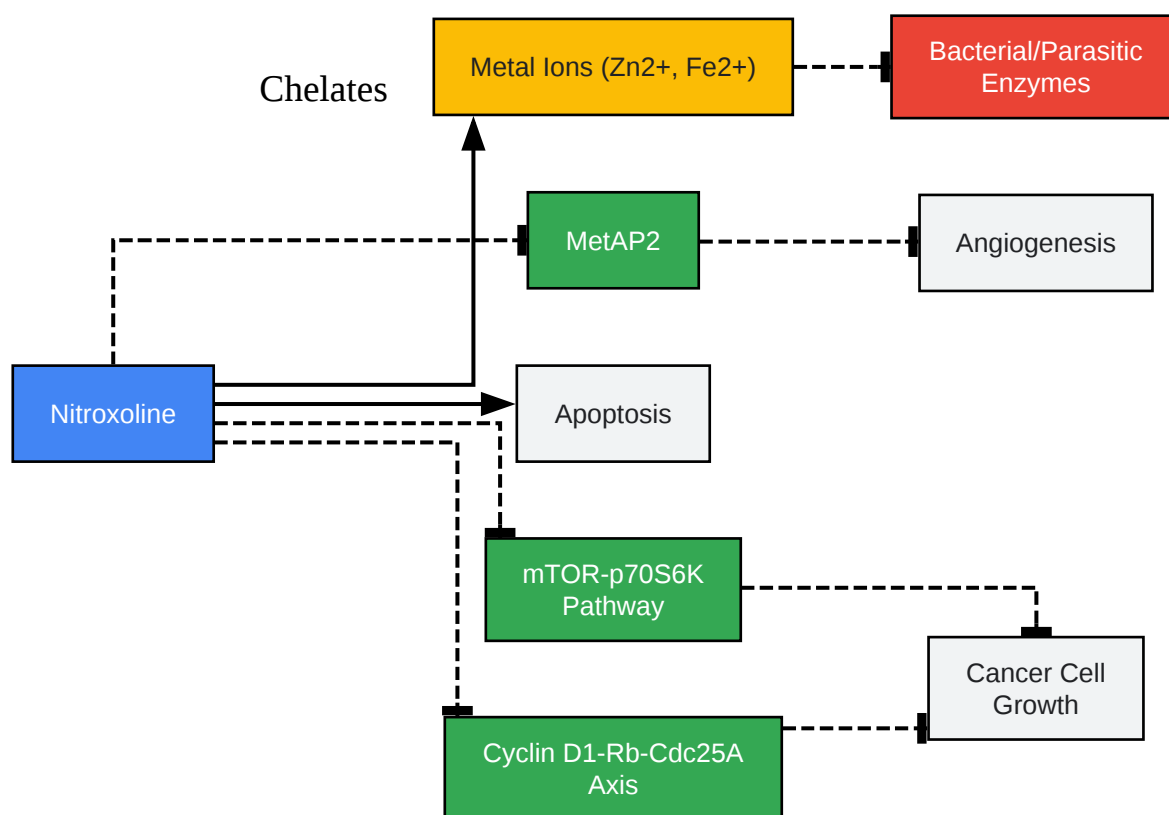 Chelates
Metal Ions (Zn2+, Fe2+)
Bacterial/Parasitic
Enzymes
MetAP2
Angiogenesis
Nitroxoline
Apoptosis
mTOR-p70S6K
Pathway
Cancer Cell
Growth
Cyclin D1-Rb-Cdc25A
Axis